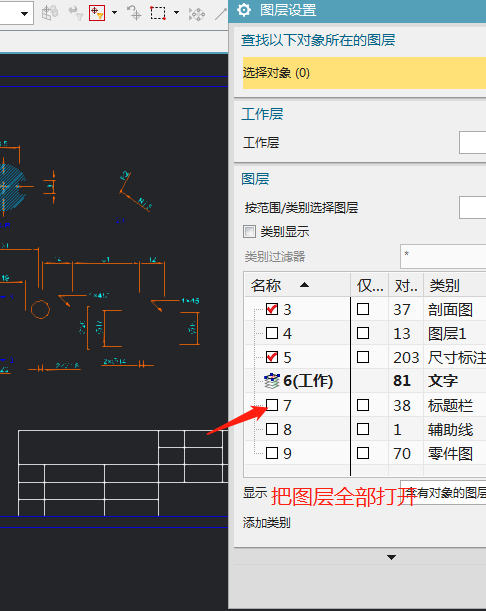 图层设置
查找以下对象所在的图层
选择对象 (0)
工作层
工作层
图层
按范围/类别选择图层
类别显示
类别过滤器 *
名称 仅... 对.. 类别
3 37 剖面图
4 13 图层1
5 203 尺寸标注
6(工作) 81 文字
7 38 标题栏
8 1 辅助线
9 70 零件图
显示 含有对象的图层
把图层全部打开
添加类别